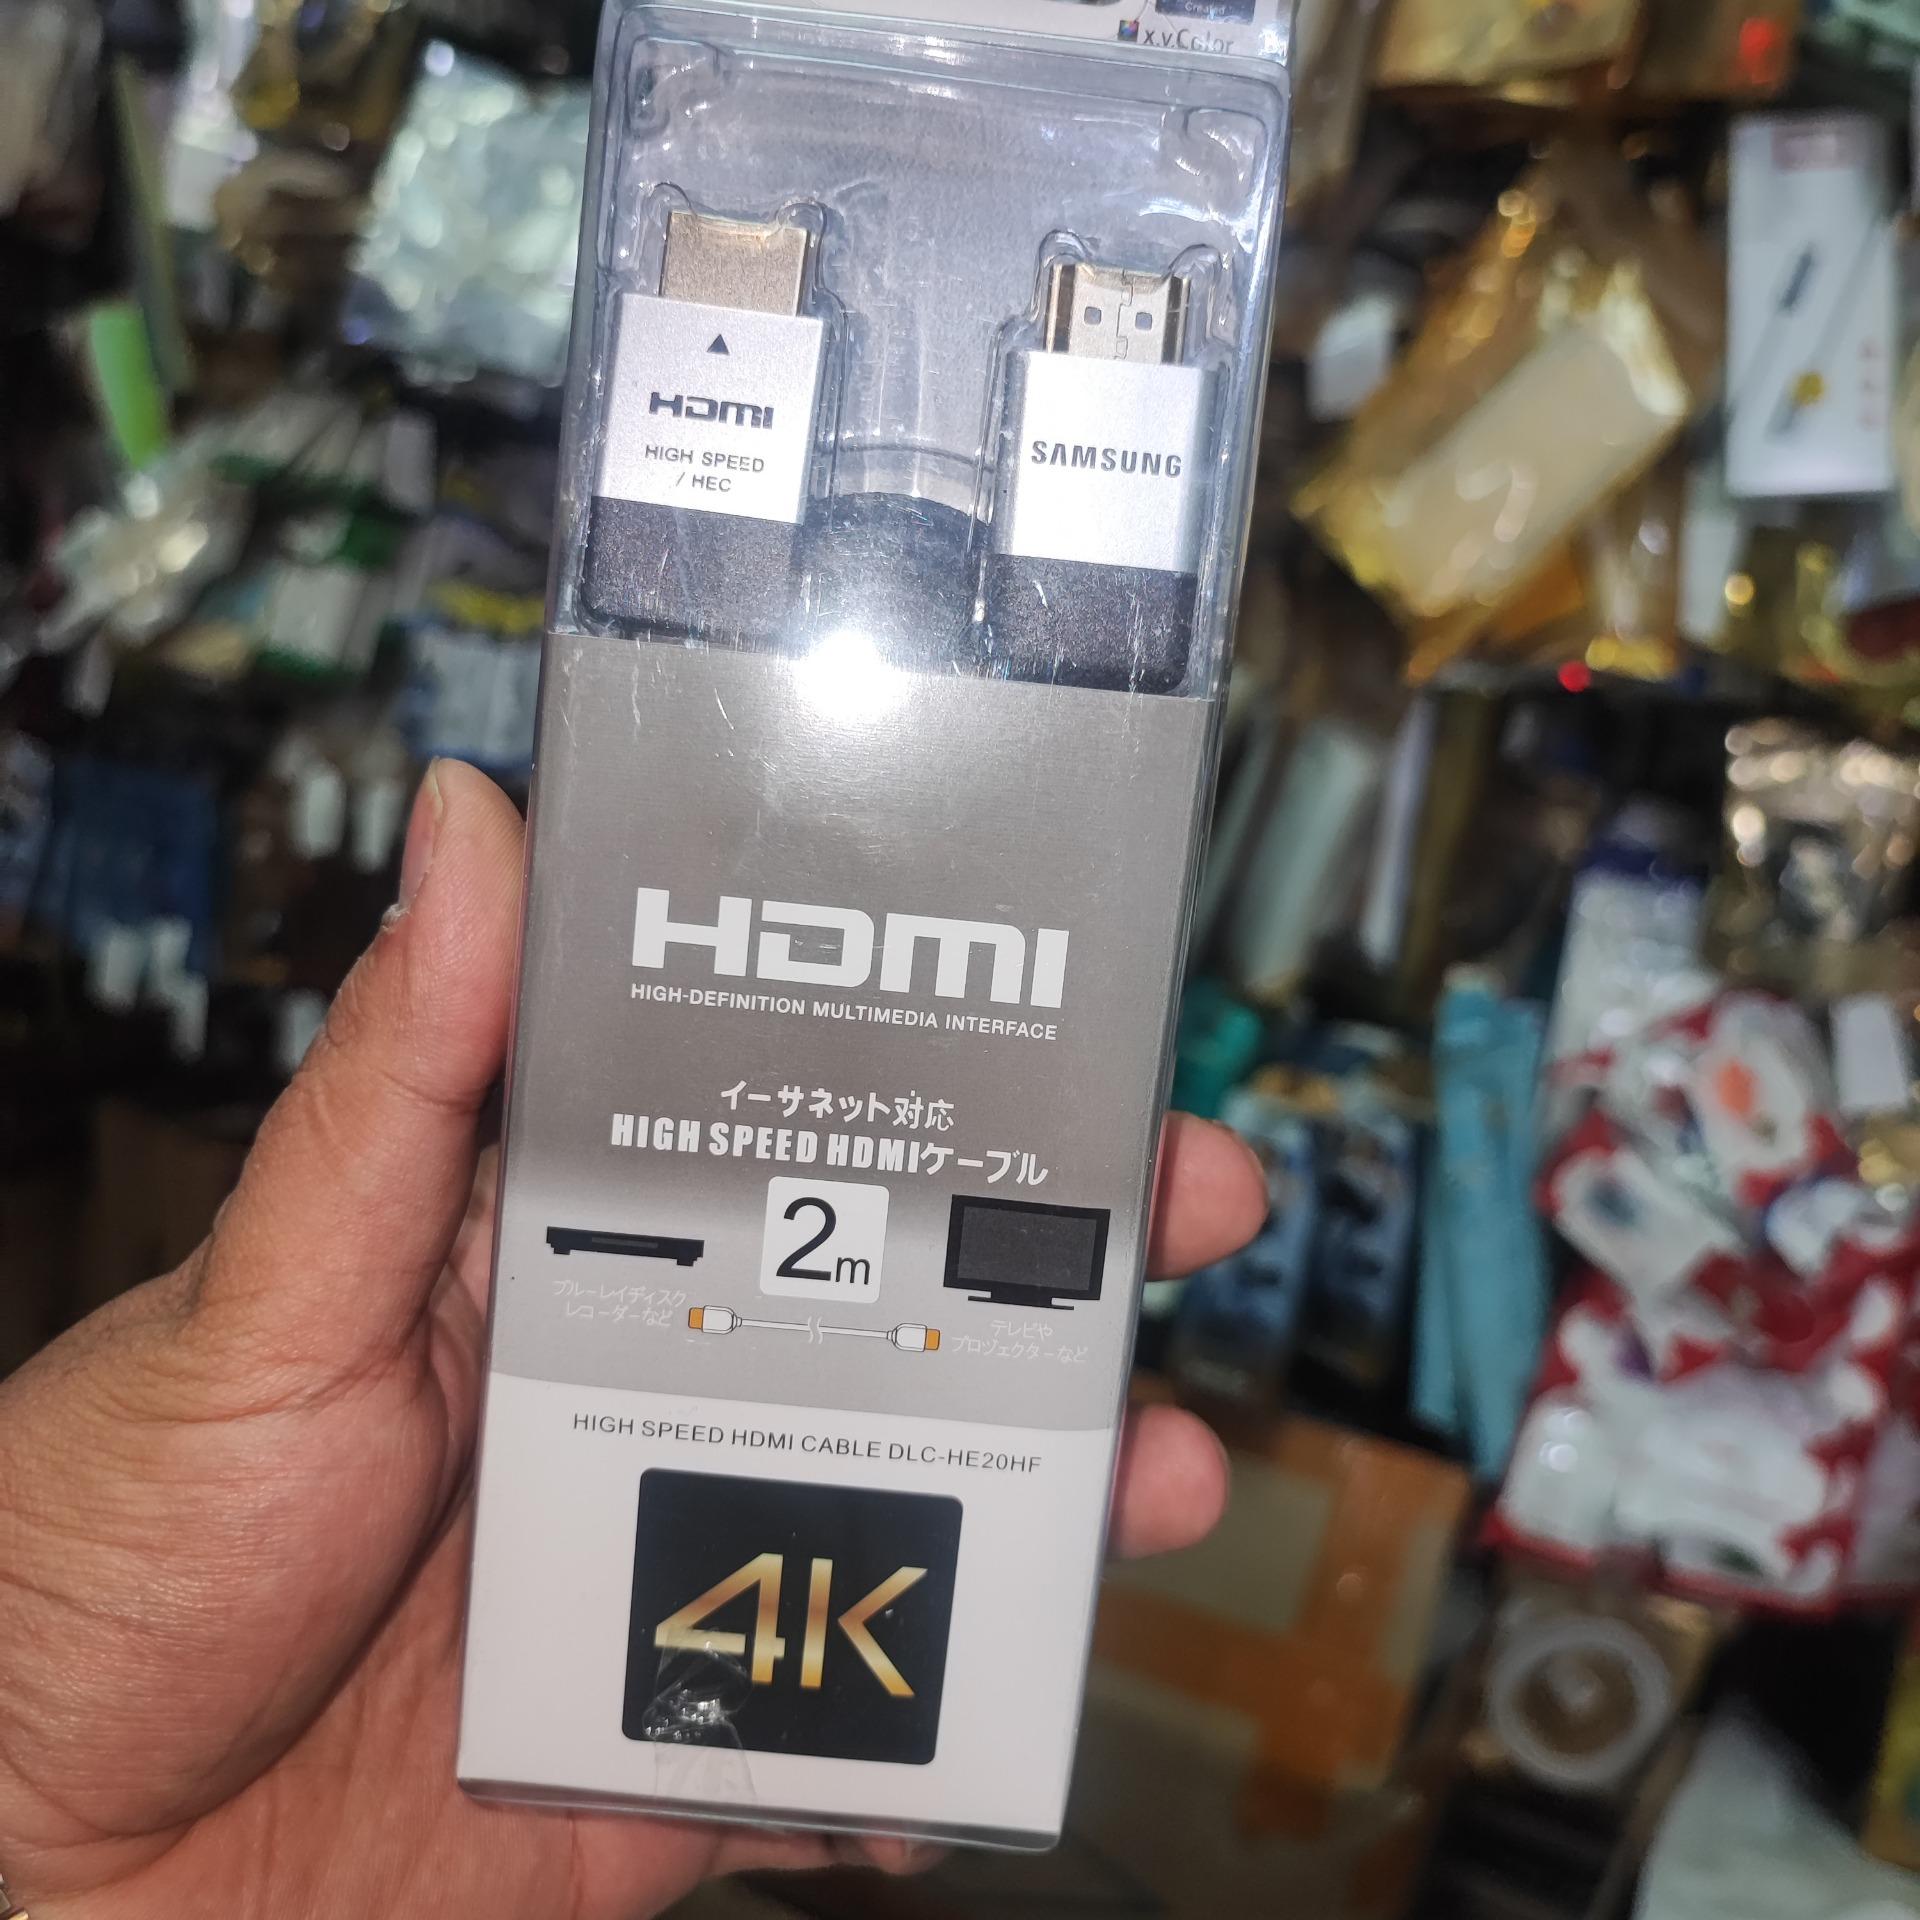 Created
x.v.Color
HDMI
HIGH SPEED
/ HEC
SAMSUNG
HDMI
HIGH-DEFINITION MULTIMEDIA INTERFACE
イーサネット対応
HIGH SPEED HDMIケーブル
2m
ブルーレイディスク
レコーダーなど
テレビや
プロヅェクターなど
HIGH SPEED HDMI CABLE DLC-HE20HF
4K